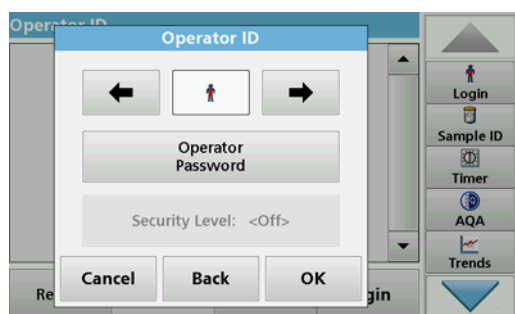 Operator ID
Operator ID
Operator
Password
Security Level: <Off>
Cancel
Back
OK
Login
Sample ID
Timer
AQA
Trends